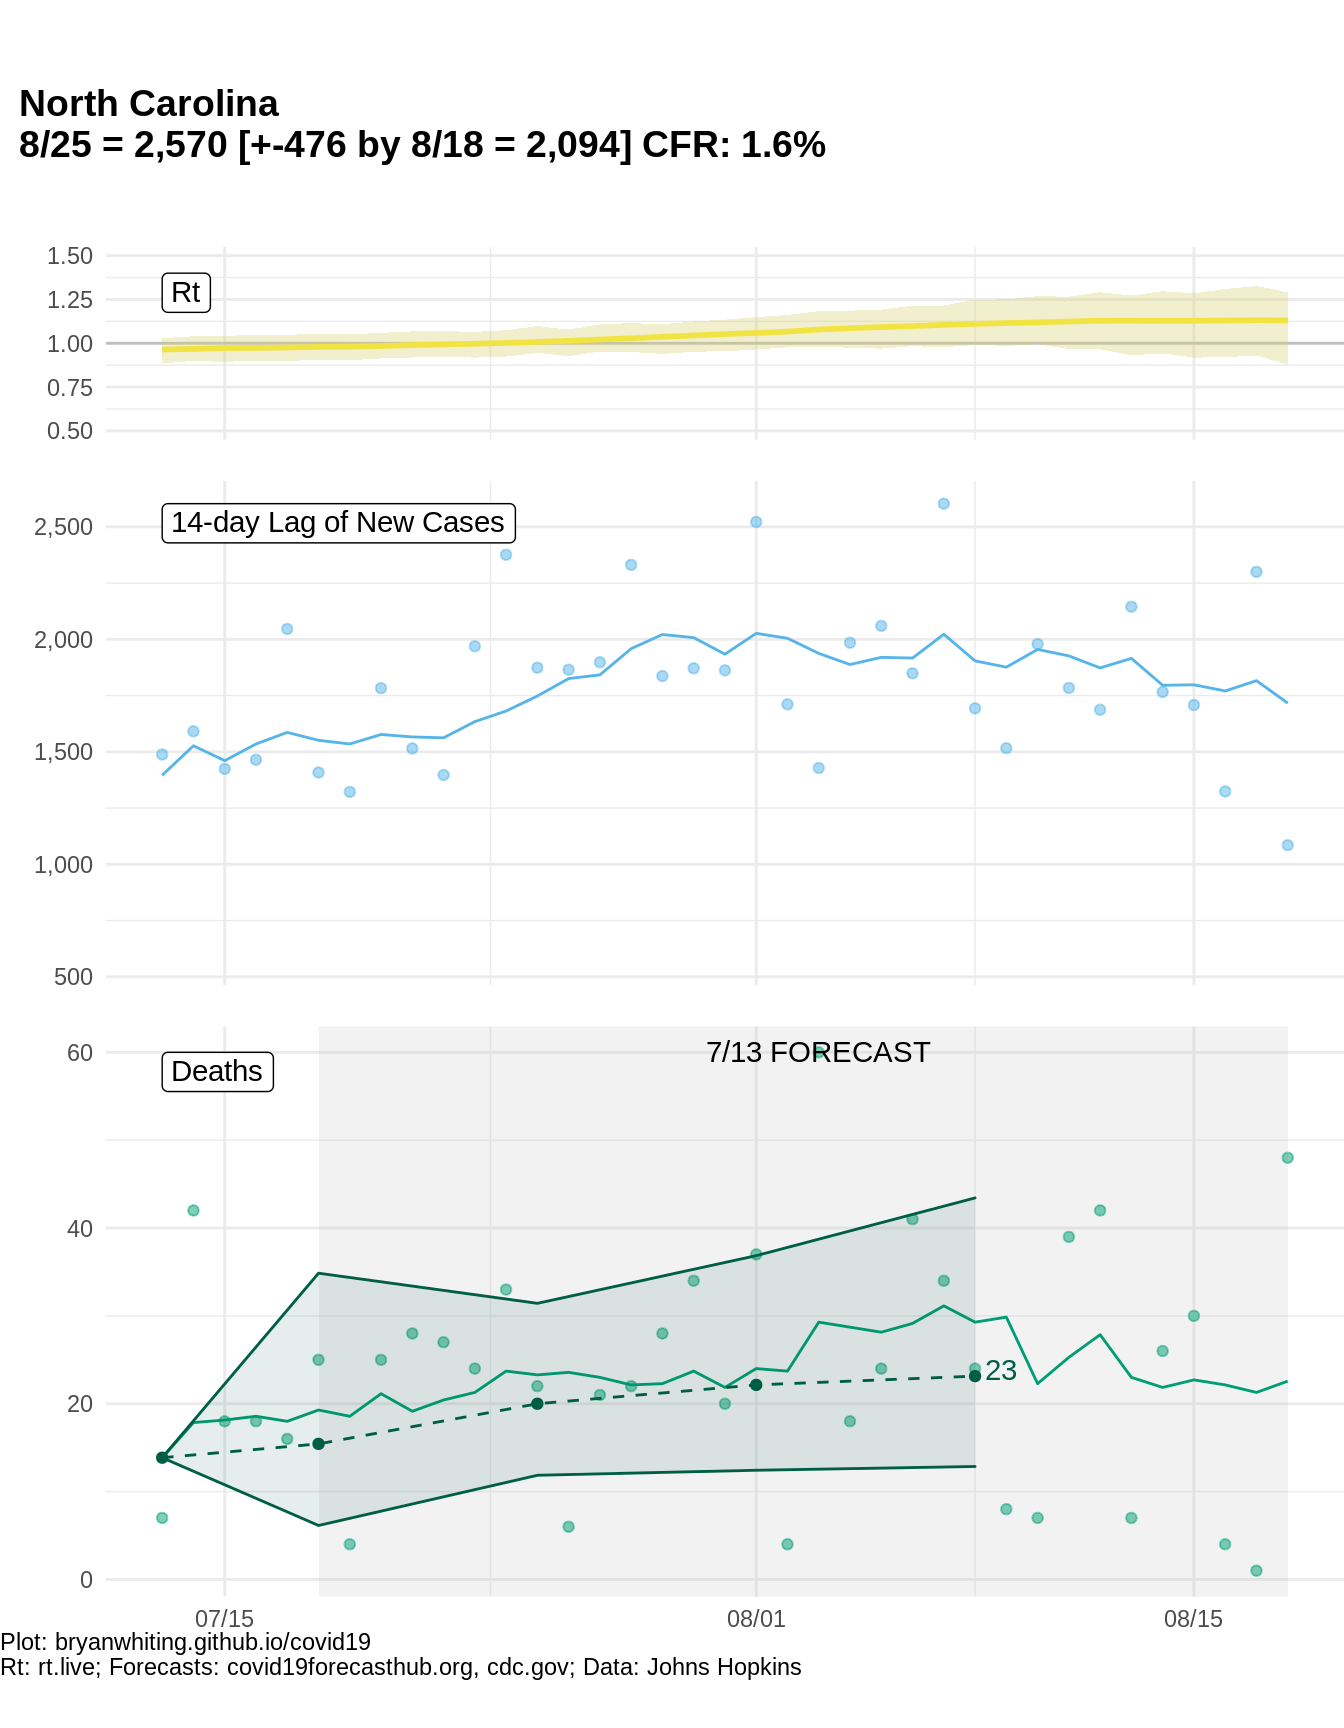 North Carolina
8/25 = 2,570 [+-476 by 8/18 = 2,094] CFR: 1.6%
1.50
Rt
1.25
1.00
0.75
0.50
14-day Lag of New Cases
2,500
2,000
1,500
1,000
500
60
7/13 FORECAST
Deaths
40
23
20
0
07/15
08/01
08/15
Plot: bryanwhiting.github.io/covid19
Rt: rt.live; Forecasts: covid19forecasthub.org, cdc.gov; Data: Johns Hopkins